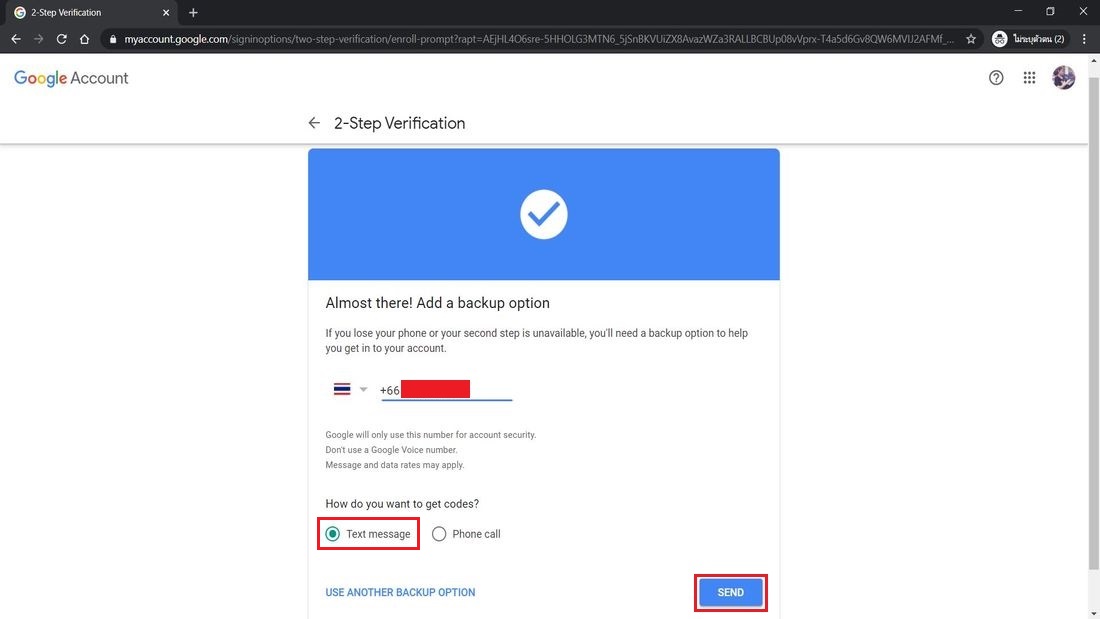 2-Step Verification
myaccount.google.com/signinoptions/two-step-verification/enroll-prompt?rapt=AEjHL4O6sre-5HHOLG3MTN6_5jSnBKVUiZX8AvazWZa3RALLBCBUp08vVprx-T4a5d6Gv8QW6MVIJ2AFMf_...
ไม่ระบุตัวตน (2)
Google Account
2-Step Verification
Almost there! Add a backup option
If you lose your phone or your second step is unavailable, you'll need a backup option to help
you get in to your account.
+66
Google will only use this number for account security.
Don't use a Google Voice number.
Message and data rates may apply.
How do you want to get codes?
Text message
Phone call
USE ANOTHER BACKUP OPTION
SEND